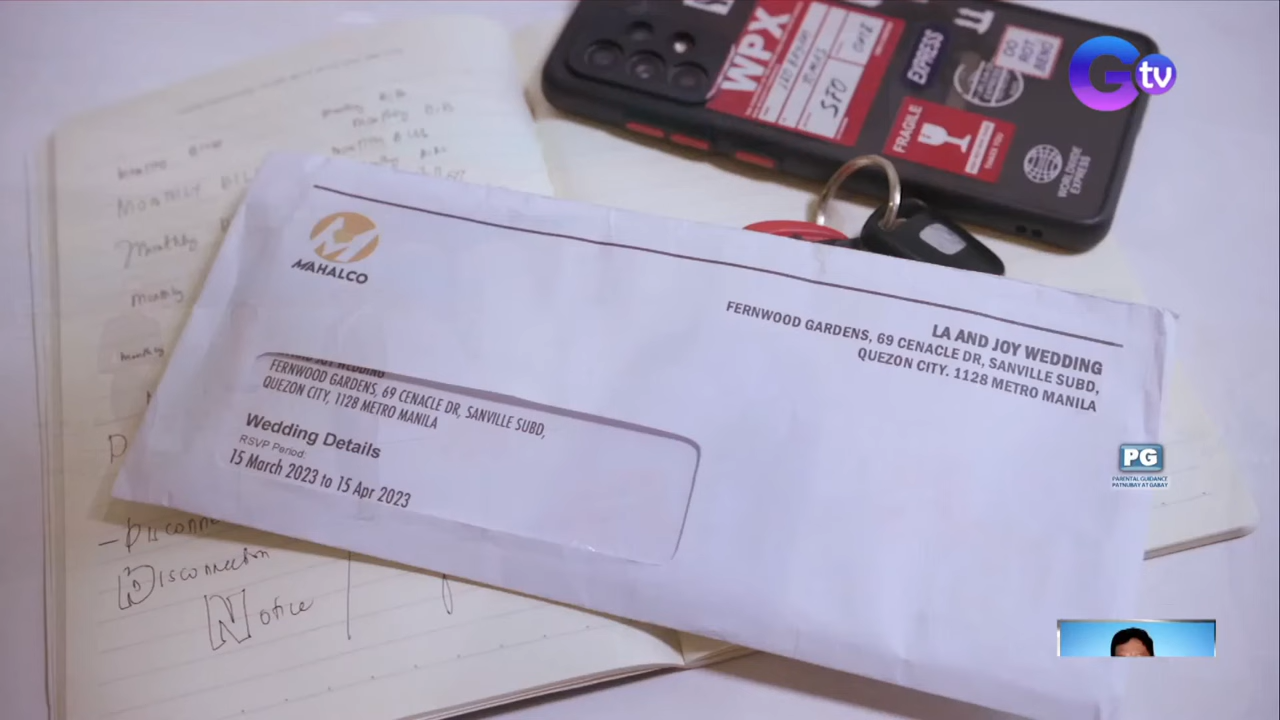 Gtv
WPX
SFO
EXPRESS
DO
NOT
BEND
FRAGILE
THANK YOU
WORLDWIDE
EXPRESS
MONTHLY
Monthly
Monthly
Monthly
MAHALCO
LA AND JOY WEDDING
FERNWOOD GARDENS, 69 CENACLE DR, SANVILLE SUBD,
QUEZON CITY. 1128 METRO MANILA
FERNWOOD GARDENS, 69 CENACLE DR, SANVILLE SUBD,
QUEZON CITY, 1128 METRO MANILA
Wedding Details
RSVP Period:
15 March 2023 to 15 Apr 2023
PG
PARENTAL GUIDANCE
PATNUBAY AT GABAY
Disconnection
Notice